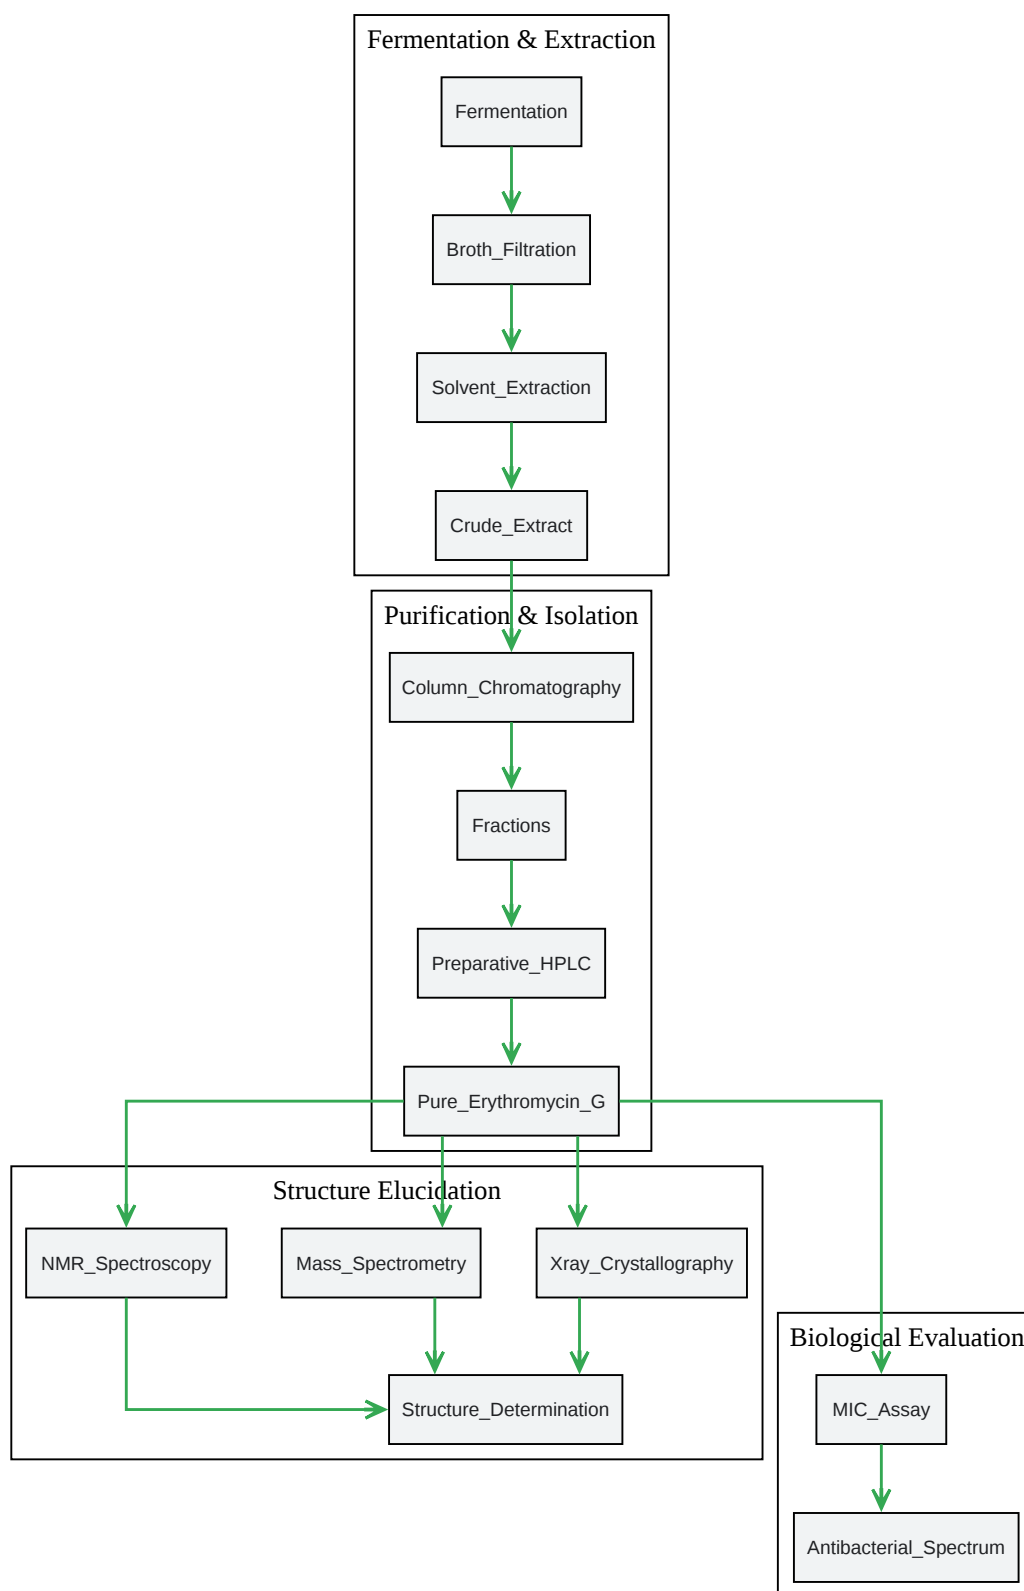 Fermentation & Extraction
Fermentation
Broth_Filtration
Solvent_Extraction
Crude_Extract
Purification & Isolation
Column_Chromatography
Fractions
Preparative_HPLC
Pure_Erythromycin_G
Structure Elucidation
NMR_Spectroscopy
Mass_Spectrometry
Xray_Crystallography
Structure_Determination
Biological Evaluation
MIC_Assay
Antibacterial_Spectrum